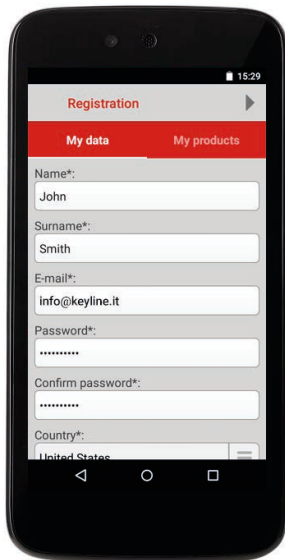 15:29
Registration
My data
My products
Name*:
John
Surname*:
Smith
E-mail*:
info@keyline.it
Password*:
••••••••••
Confirm password*:
••••••••••
Country*:
United States